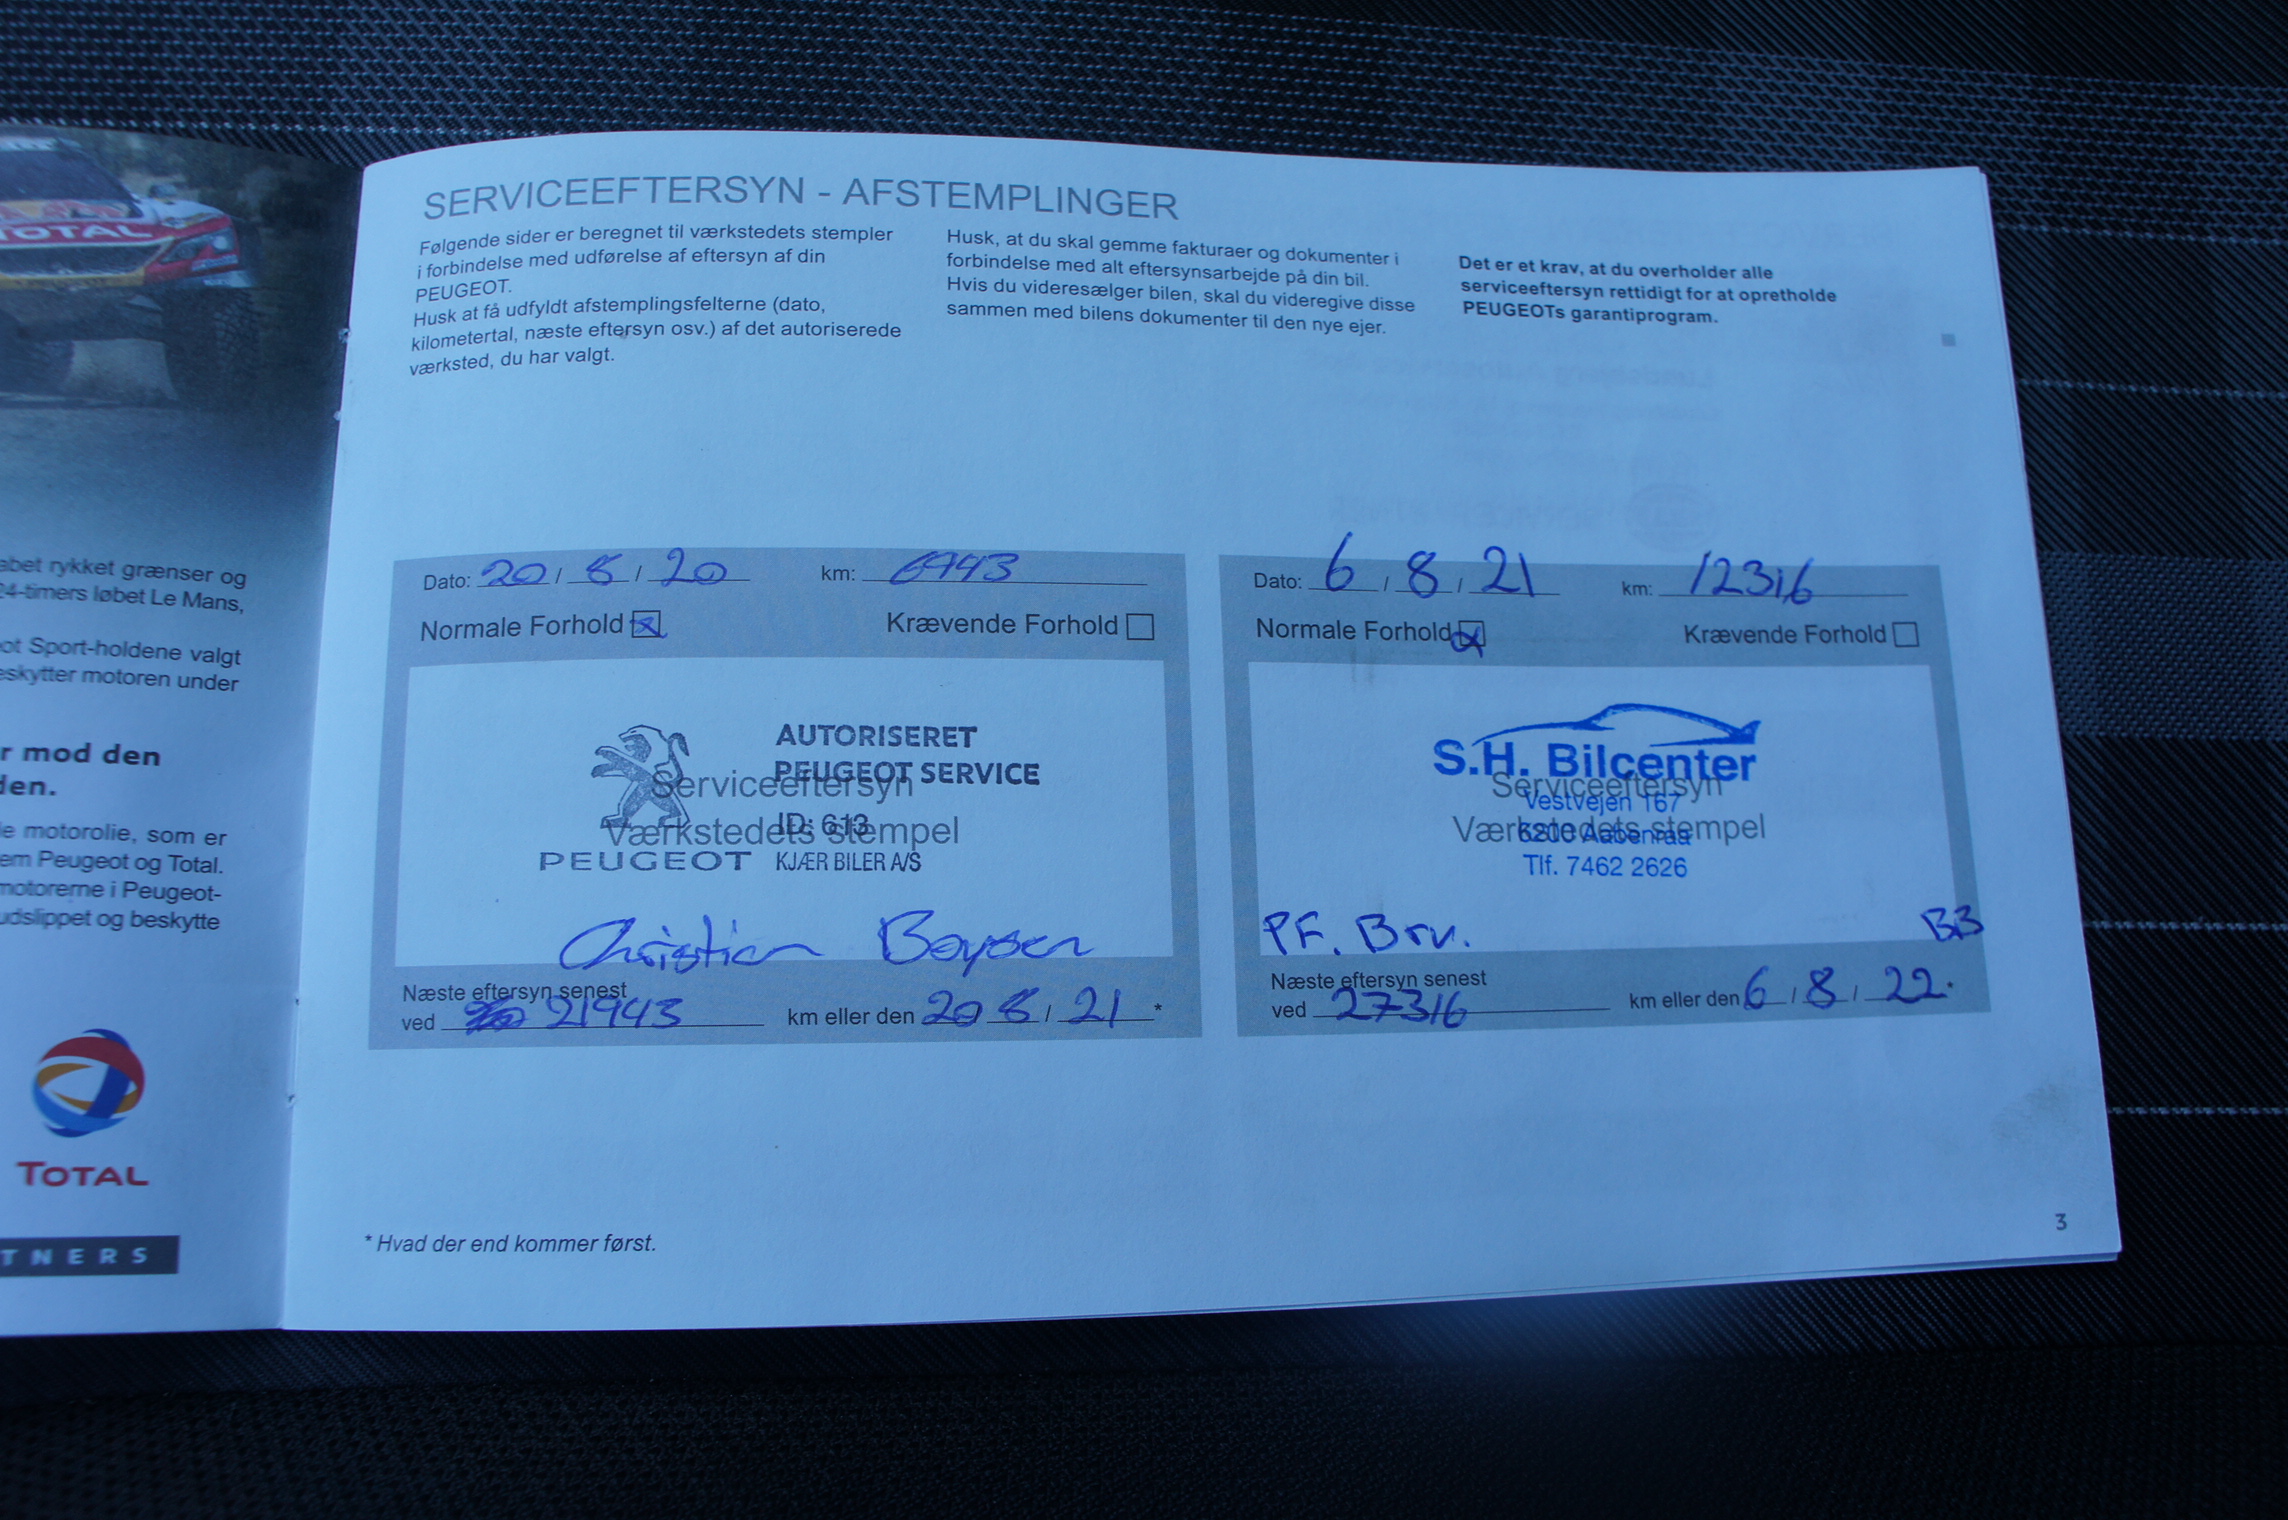 TOTAL
abet rykket grænser og
24-timers løbet Le Mans,
ot Sport-holdene valgt
eskytter motoren under
r mod den
den.
e motorolie, som er
em Peugeot og Total.
motorerne i Peugeot-
udslippet og beskytte
TOTAL
TNERS
SERVICEEFTERSYN - AFSTEMPLINGER
Følgende sider er beregnet til værkstedets stempler
i forbindelse med udførelse af eftersyn af din
PEUGEOT.
Husk at få udfyldt afstemplingsfelterne (dato,
kilometertal, næste eftersyn osv.) af det autoriserede
værksted, du har valgt.
Husk, at du skal gemme fakturaer og dokumenter i
forbindelse med alt eftersynsarbejde på din bil.
Hvis du videresælger bilen, skal du videregive disse
sammen med bilens dokumenter til den nye ejer.
Det er et krav, at du overholder alle
serviceeftersyn rettidigt for at opretholde
PEUGEOTs garantiprogram.
Dato: 20 / 8 / 20 km: 6943
Normale Forhold x Krævende Forhold
AUTORISERET
PEUGEOT SERVICE
Serviceeftersyn
ID: 613
Værkstedets stempel
PEUGEOT KJÆR BILER A/S
Christian Boysen
Næste eftersyn senest
ved 21943 km eller den 20 8 / 21 *
Dato: 6 / 8 / 21 km: 12316
Normale Forhold x Krævende Forhold
S.H. Bilcenter
Serviceeftersyn
Vestvejen 167
Værkstedets stempel
6200 Aabenraa
Tlf. 7462 2626
PF. Brv. BB
Næste eftersyn senest
ved 27316 km eller den 6 / 8 / 22 *
* Hvad der end kommer først.
3